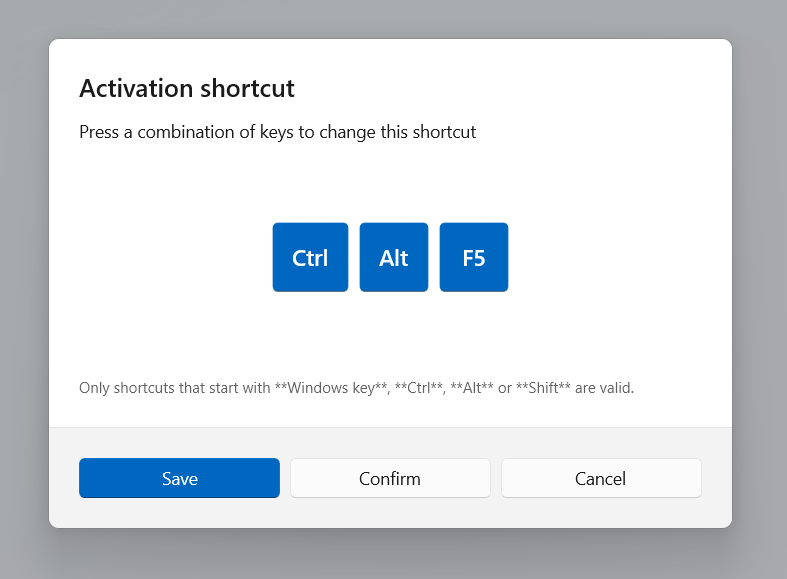 Activation shortcut
Press a combination of keys to change this shortcut
Ctrl Alt F5
Only shortcuts that start with **Windows key**, **Ctrl**, **Alt** or **Shift** are valid.
Save Confirm Cancel